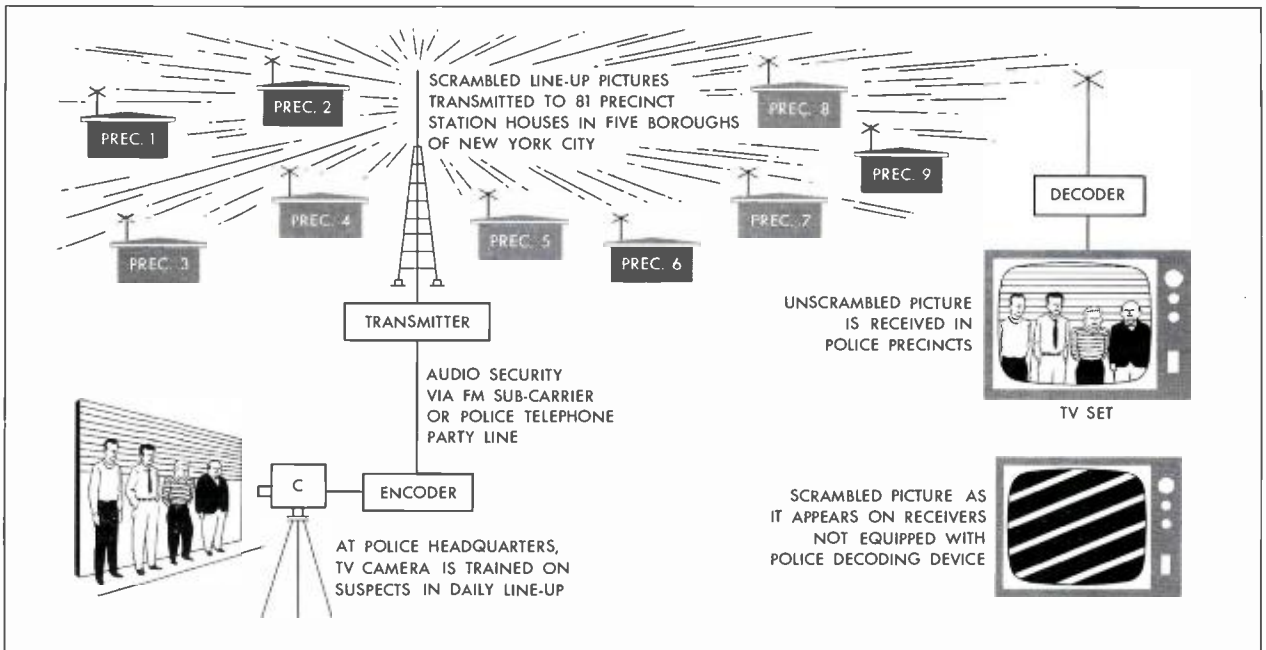 SCRAMBLED LINE-UP PICTURES
TRANSMITTED TO 81 PRECINCT
STATION HOUSES IN FIVE BOROUGHS
OF NEW YORK CITY
PREC. 1
PREC. 2
PREC. 3
PREC. 4
PREC. 5
PREC. 6
PREC. 7
PREC. 8
PREC. 9
DECODER
TRANSMITTER
UNSCRAMBLED PICTURE
IS RECEIVED IN
POLICE PRECINCTS
TV SET
AUDIO SECURITY
VIA FM SUB-CARRIER
OR POLICE TELEPHONE
PARTY LINE
C
ENCODER
AT POLICE HEADQUARTERS,
TV CAMERA IS TRAINED ON
SUSPECTS IN DAILY LINE-UP
SCRAMBLED PICTURE AS
IT APPEARS ON RECEIVERS
NOT EQUIPPED WITH
POLICE DECODING DEVICE